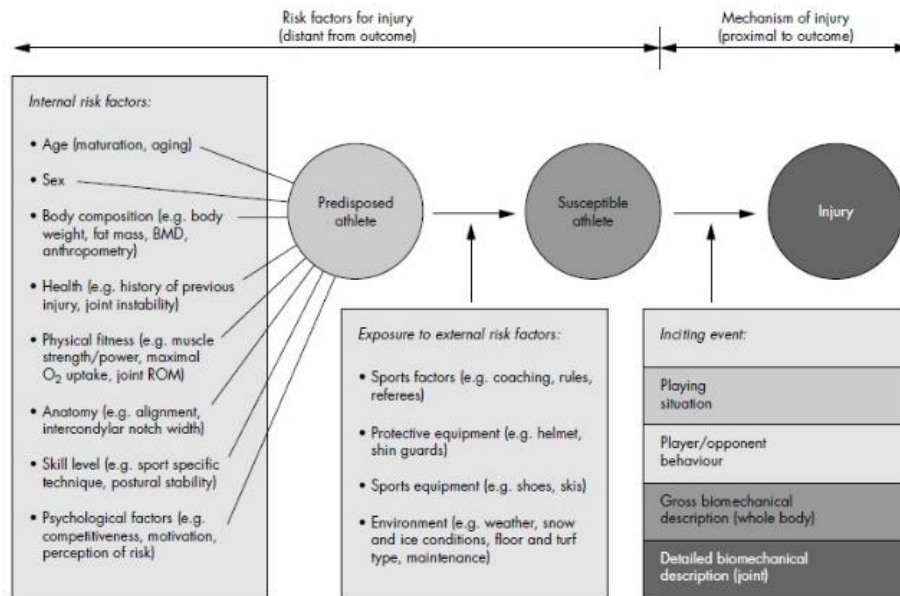 Risk factors for injury
(distant from outcome)
Mechanism of injury
(proximal to outcome)
Internal risk factors:
• Age (maturation, aging)
• Sex
• Body composition (e.g. body
weight, fat mass, BMD,
anthropometry)
• Health (e.g. history of previous
injury, joint instability)
• Physical fitness (e.g. muscle
strength/power, maximal
O2 uptake, joint ROM)
• Anatomy (e.g. alignment,
intercondylar notch width)
• Skill level (e.g. sport specific
technique, postural stability)
• Psychological factors (e.g.
competitiveness, motivation,
perception of risk)
Predisposed
athlete
Susceptible
athlete
Injury
Exposure to external risk factors:
• Sports factors (e.g. coaching, rules,
referees)
• Protective equipment (e.g. helmet,
shin guards)
• Sports equipment (e.g. shoes, skis)
• Environment (e.g. weather, snow
and ice conditions, floor and turf
type, maintenance)
Inciting event:
Playing
situation
Player/opponent
behaviour
Gross biomechanical
description (whole body)
Detailed biomechanical
description (joint)